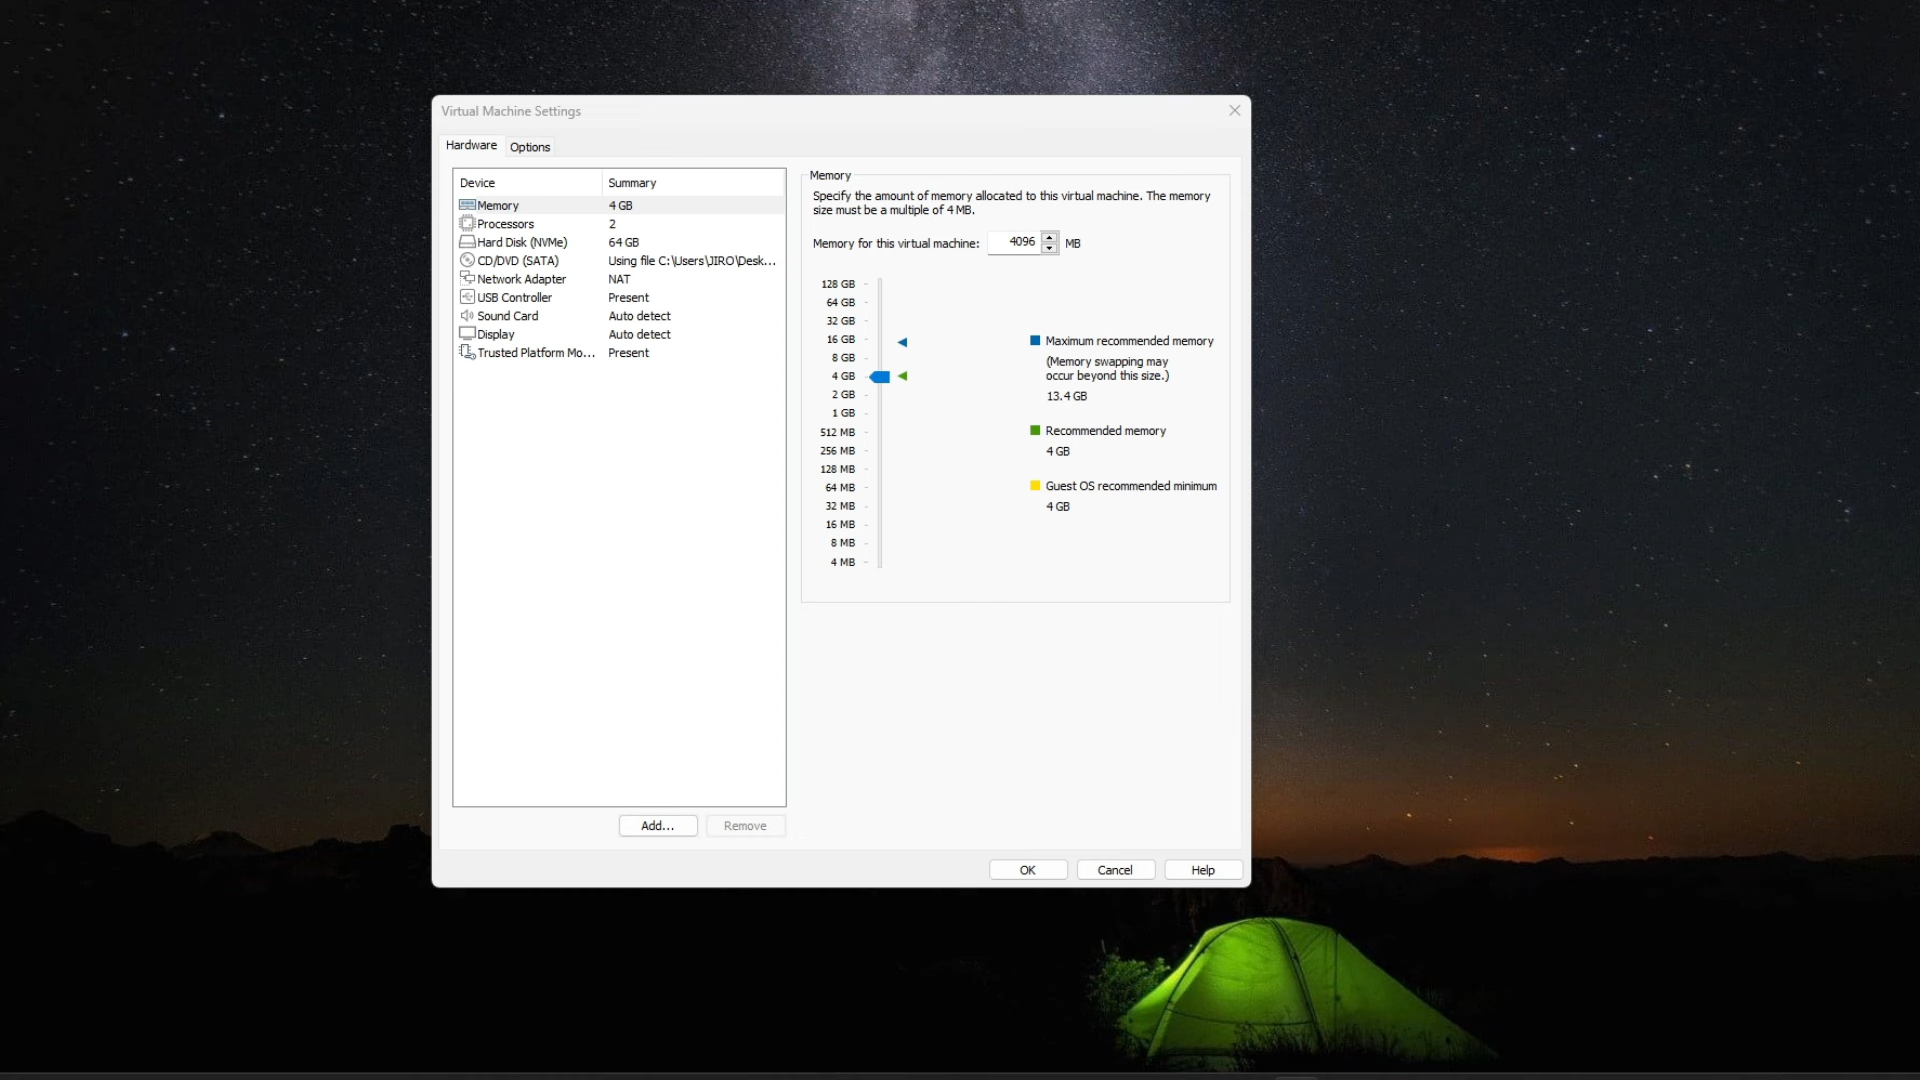 Virtual Machine Settings
Hardware
Options
Device Summary
Memory 4 GB
Processors 2
Hard Disk (NVMe) 64 GB
CD/DVD (SATA) Using file C:\Users\JIRO\Desk...
Network Adapter NAT
USB Controller Present
Sound Card Auto detect
Display Auto detect
Trusted Platform Mo... Present
Add...
Remove
Memory
Specify the amount of memory allocated to this virtual machine. The memory
size must be a multiple of 4 MB.
Memory for this virtual machine: 4096 MB
128 GB
64 GB
32 GB
16 GB
8 GB
4 GB
2 GB
1 GB
512 MB
256 MB
128 MB
64 MB
32 MB
16 MB
8 MB
4 MB
Maximum recommended memory
(Memory swapping may
occur beyond this size.)
13.4 GB
Recommended memory
4 GB
Guest OS recommended minimum
4 GB
OK
Cancel
Help